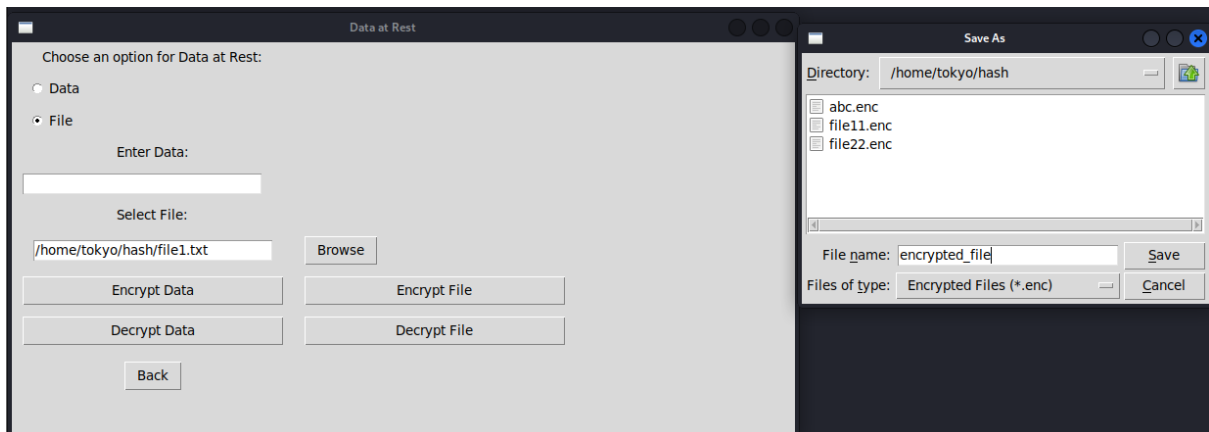 Data at Rest
Choose an option for Data at Rest:
Data
File
Enter Data:
Select File:
/home/tokyo/hash/file1.txt
Browse
Encrypt Data
Encrypt File
Decrypt Data
Decrypt File
Back
Save As
Directory: /home/tokyo/hash
abc.enc
file11.enc
file22.enc
File name: encrypted_file
Save
Files of type: Encrypted Files (*.enc)
Cancel